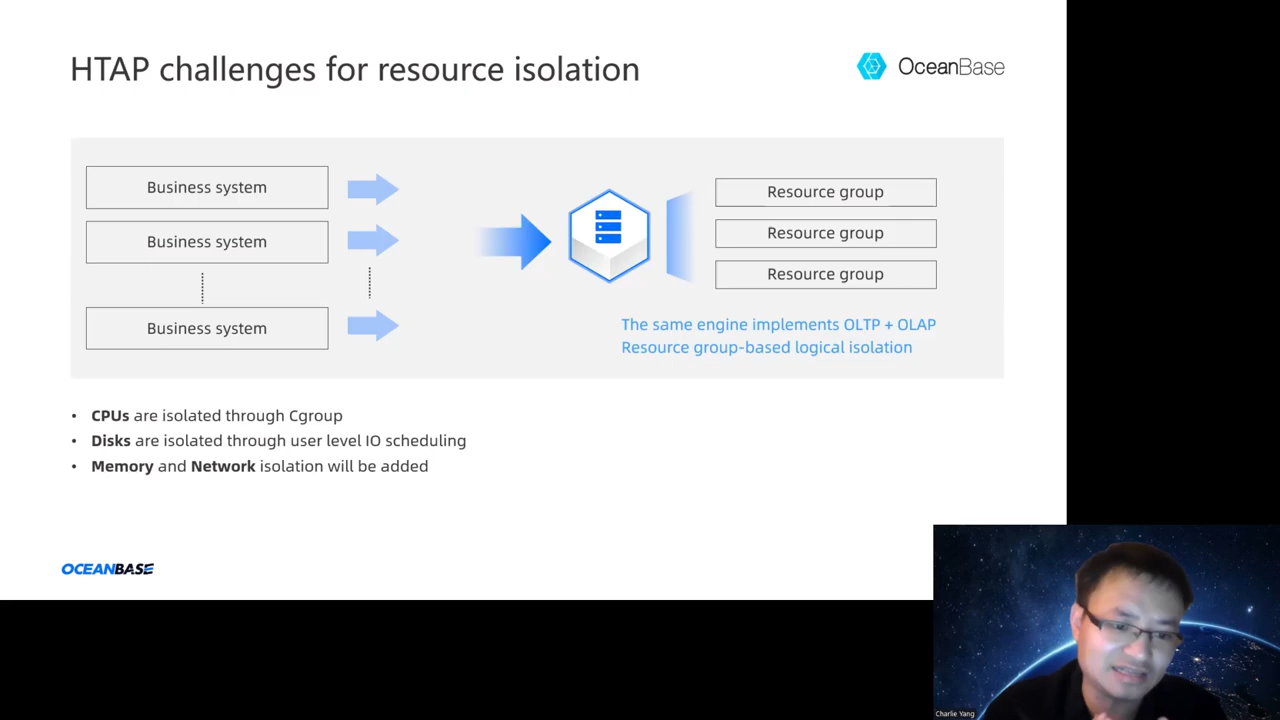 HTAP challenges for resource isolation
OceanBase
Business system
Business system
Business system
Resource group
Resource group
Resource group
The same engine implements OLTP + OLAP
Resource group-based logical isolation
• CPUs are isolated through Cgroup
• Disks are isolated through user level IO scheduling
• Memory and Network isolation will be added
OCEANBASE
Charlie Yang